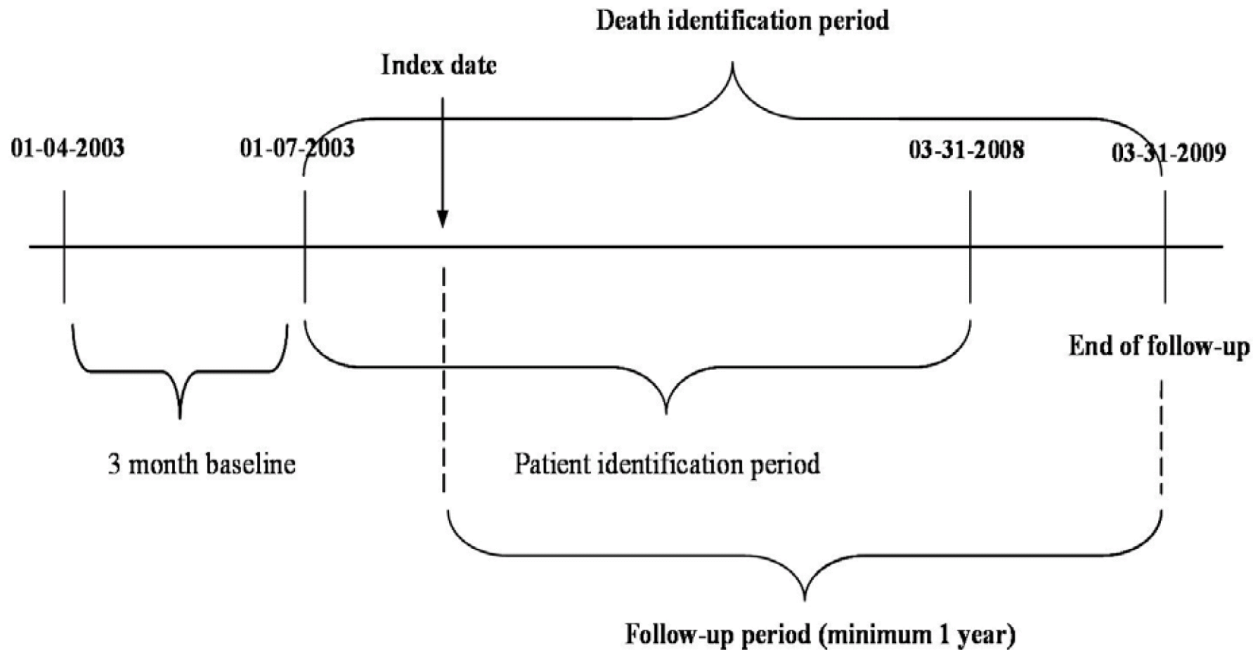 Death identification period
Index date
01-04-2003
01-07-2003
03-31-2008
03-31-2009
End of follow-up
3 month baseline
Patient identification period
Follow-up period (minimum 1 year)